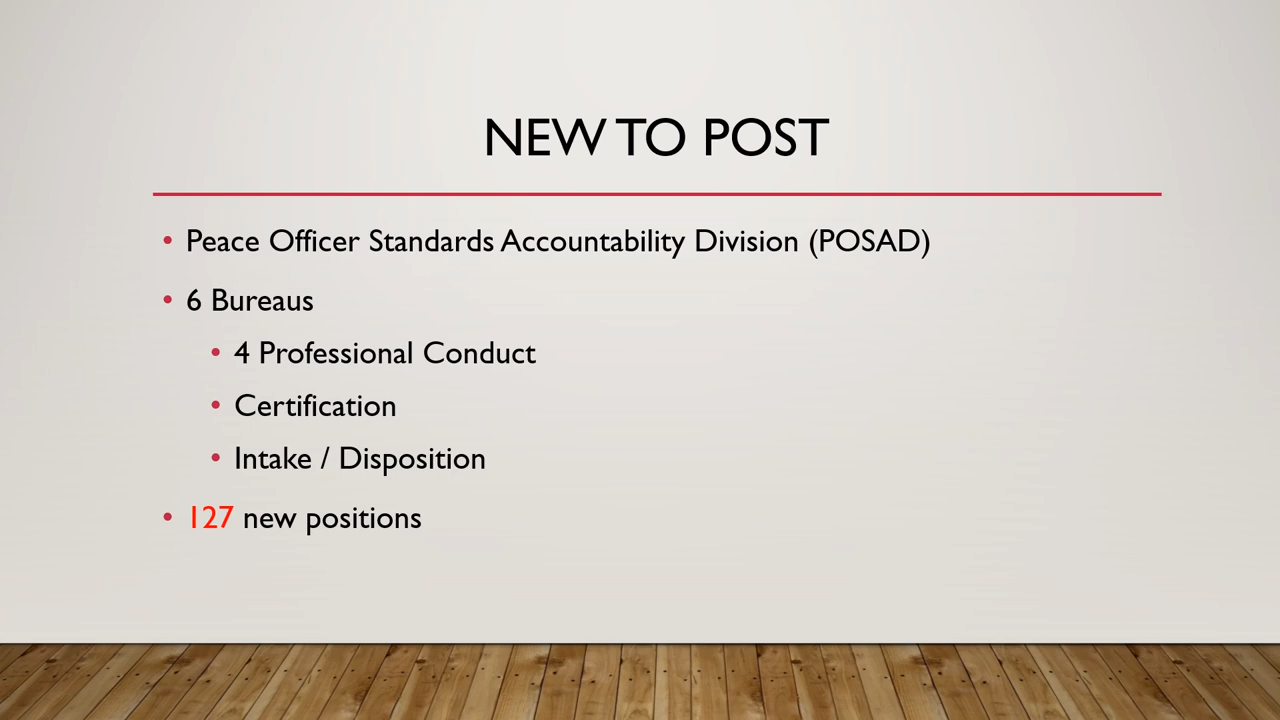 NEW TO POST
• Peace Officer Standards Accountability Division (POSAD)
• 6 Bureaus
• 4 Professional Conduct
• Certification
• Intake / Disposition
• 127 new positions